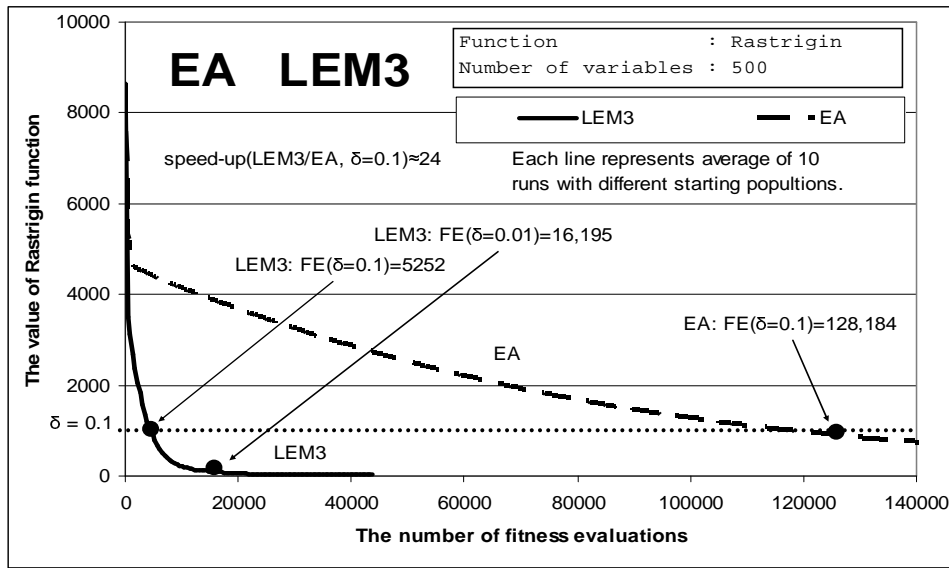 10000
8000
6000
4000
2000
δ = 0.1
0
The value of Rastrigin function
EA LEM3
Function : Rastrigin
Number of variables : 500
LEM3 EA
speed-up(LEM3/EA, δ=0.1)≈24
Each line represents average of 10
runs with different starting popultions.
LEM3: FE(δ=0.01)=16,195
LEM3: FE(δ=0.1)=5252
EA: FE(δ=0.1)=128,184
EA
LEM3
0 20000 40000 60000 80000 100000 120000 140000
The number of fitness evaluations